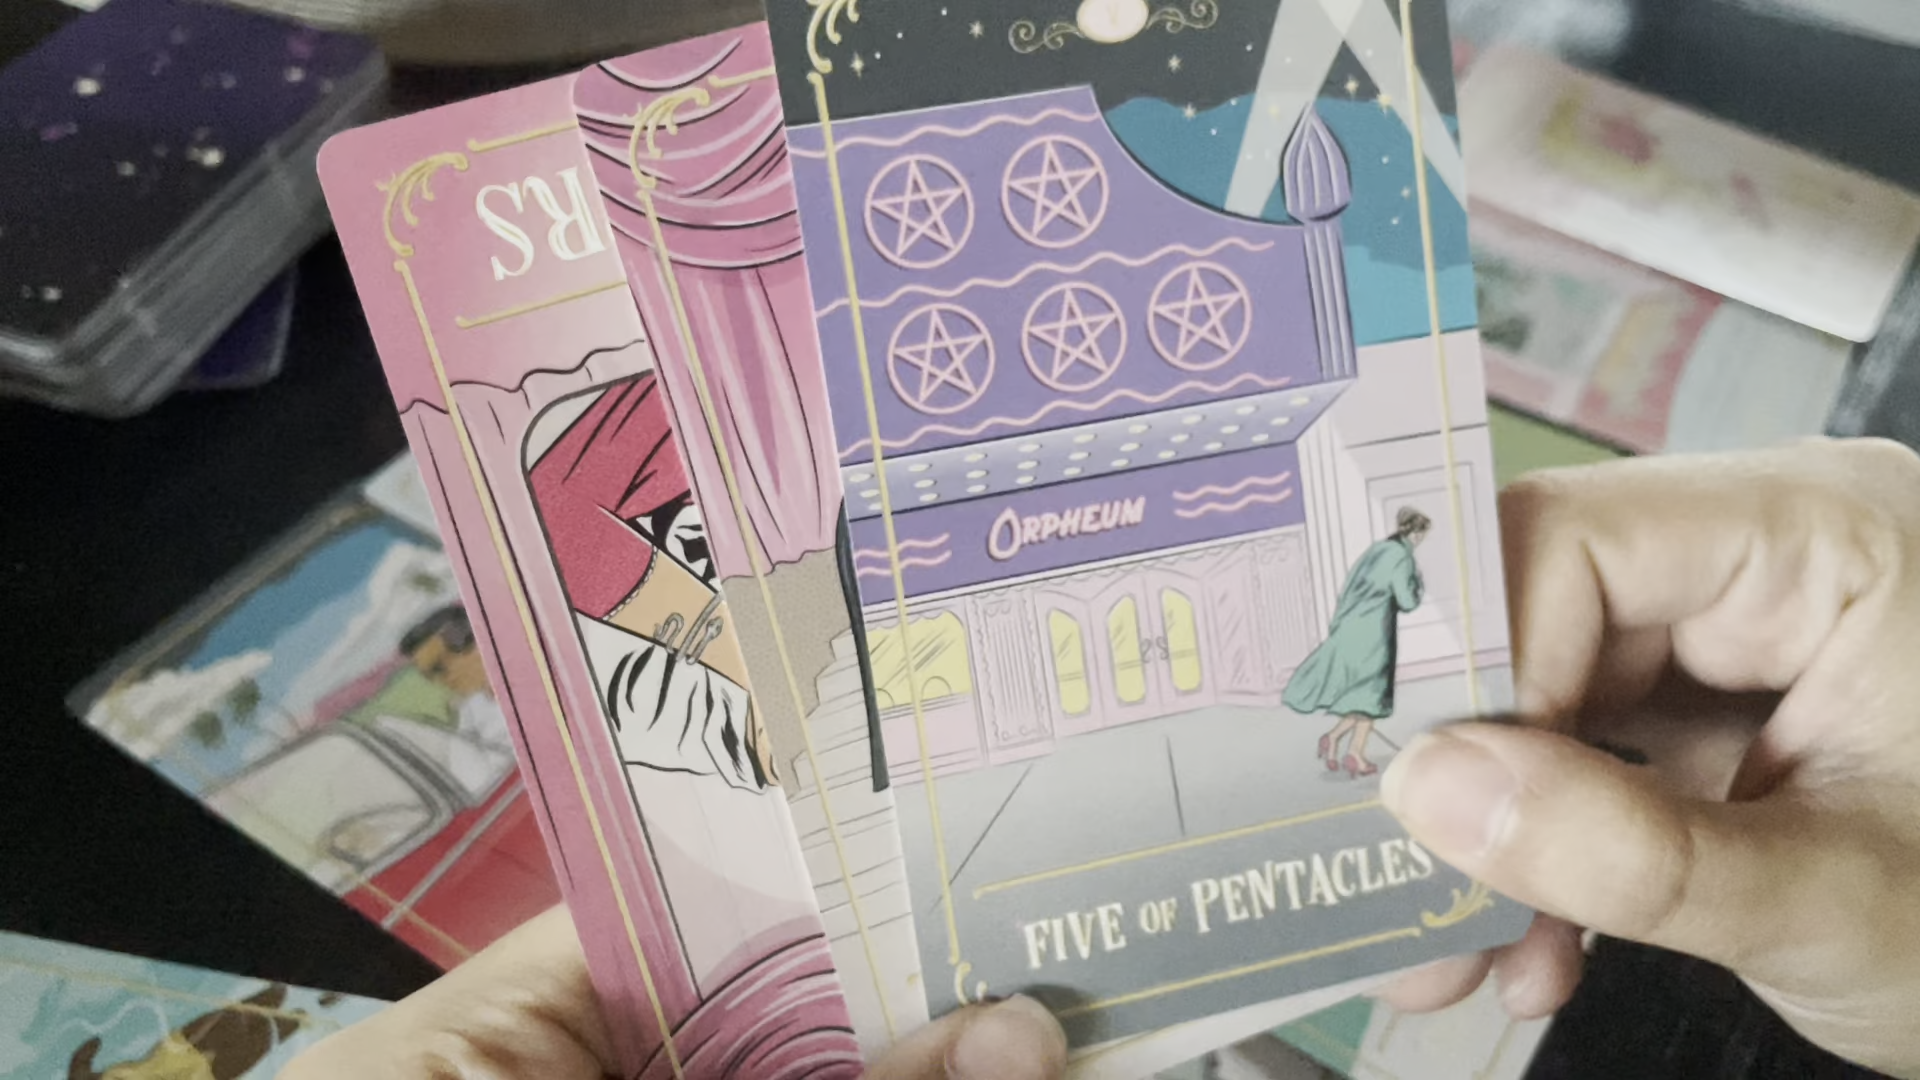 V
RS
ORPHEUM
FIVE OF PENTACLES